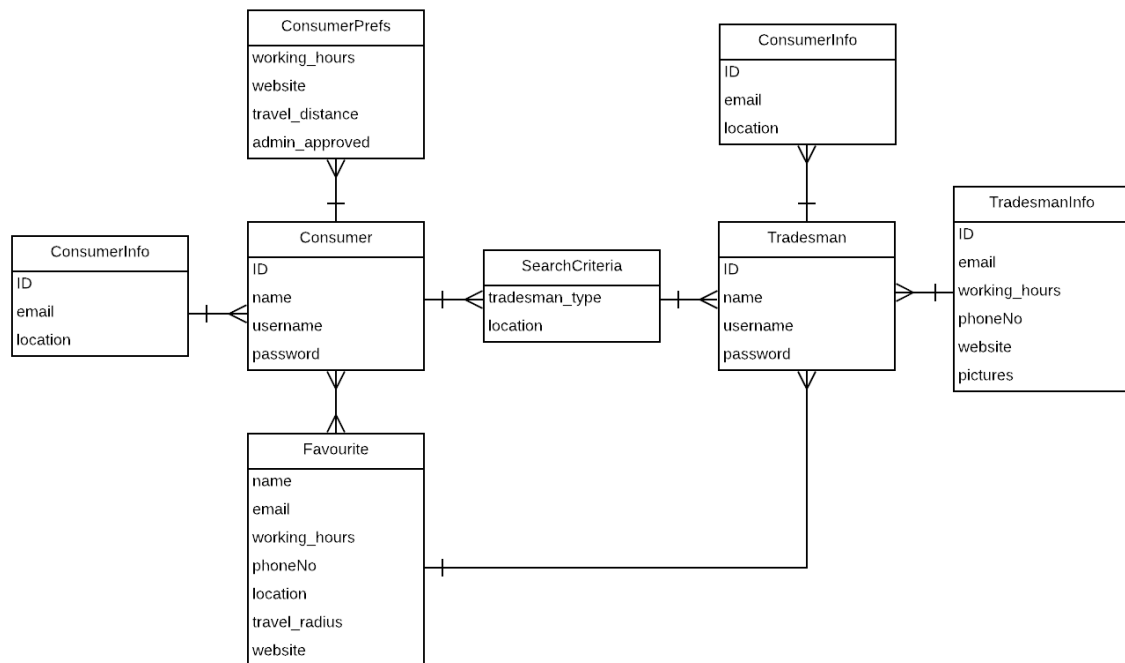 ConsumerPrefs
working_hours
website
travel_distance
admin_approved
ConsumerInfo
ID
email
location
TradesmanInfo
ID
email
working_hours
phoneNo
website
pictures
ConsumerInfo
ID
email
location
Consumer
ID
name
username
password
SearchCriteria
tradesman_type
location
Tradesman
ID
name
username
password
Favourite
name
email
working_hours
phoneNo
location
travel_radius
website